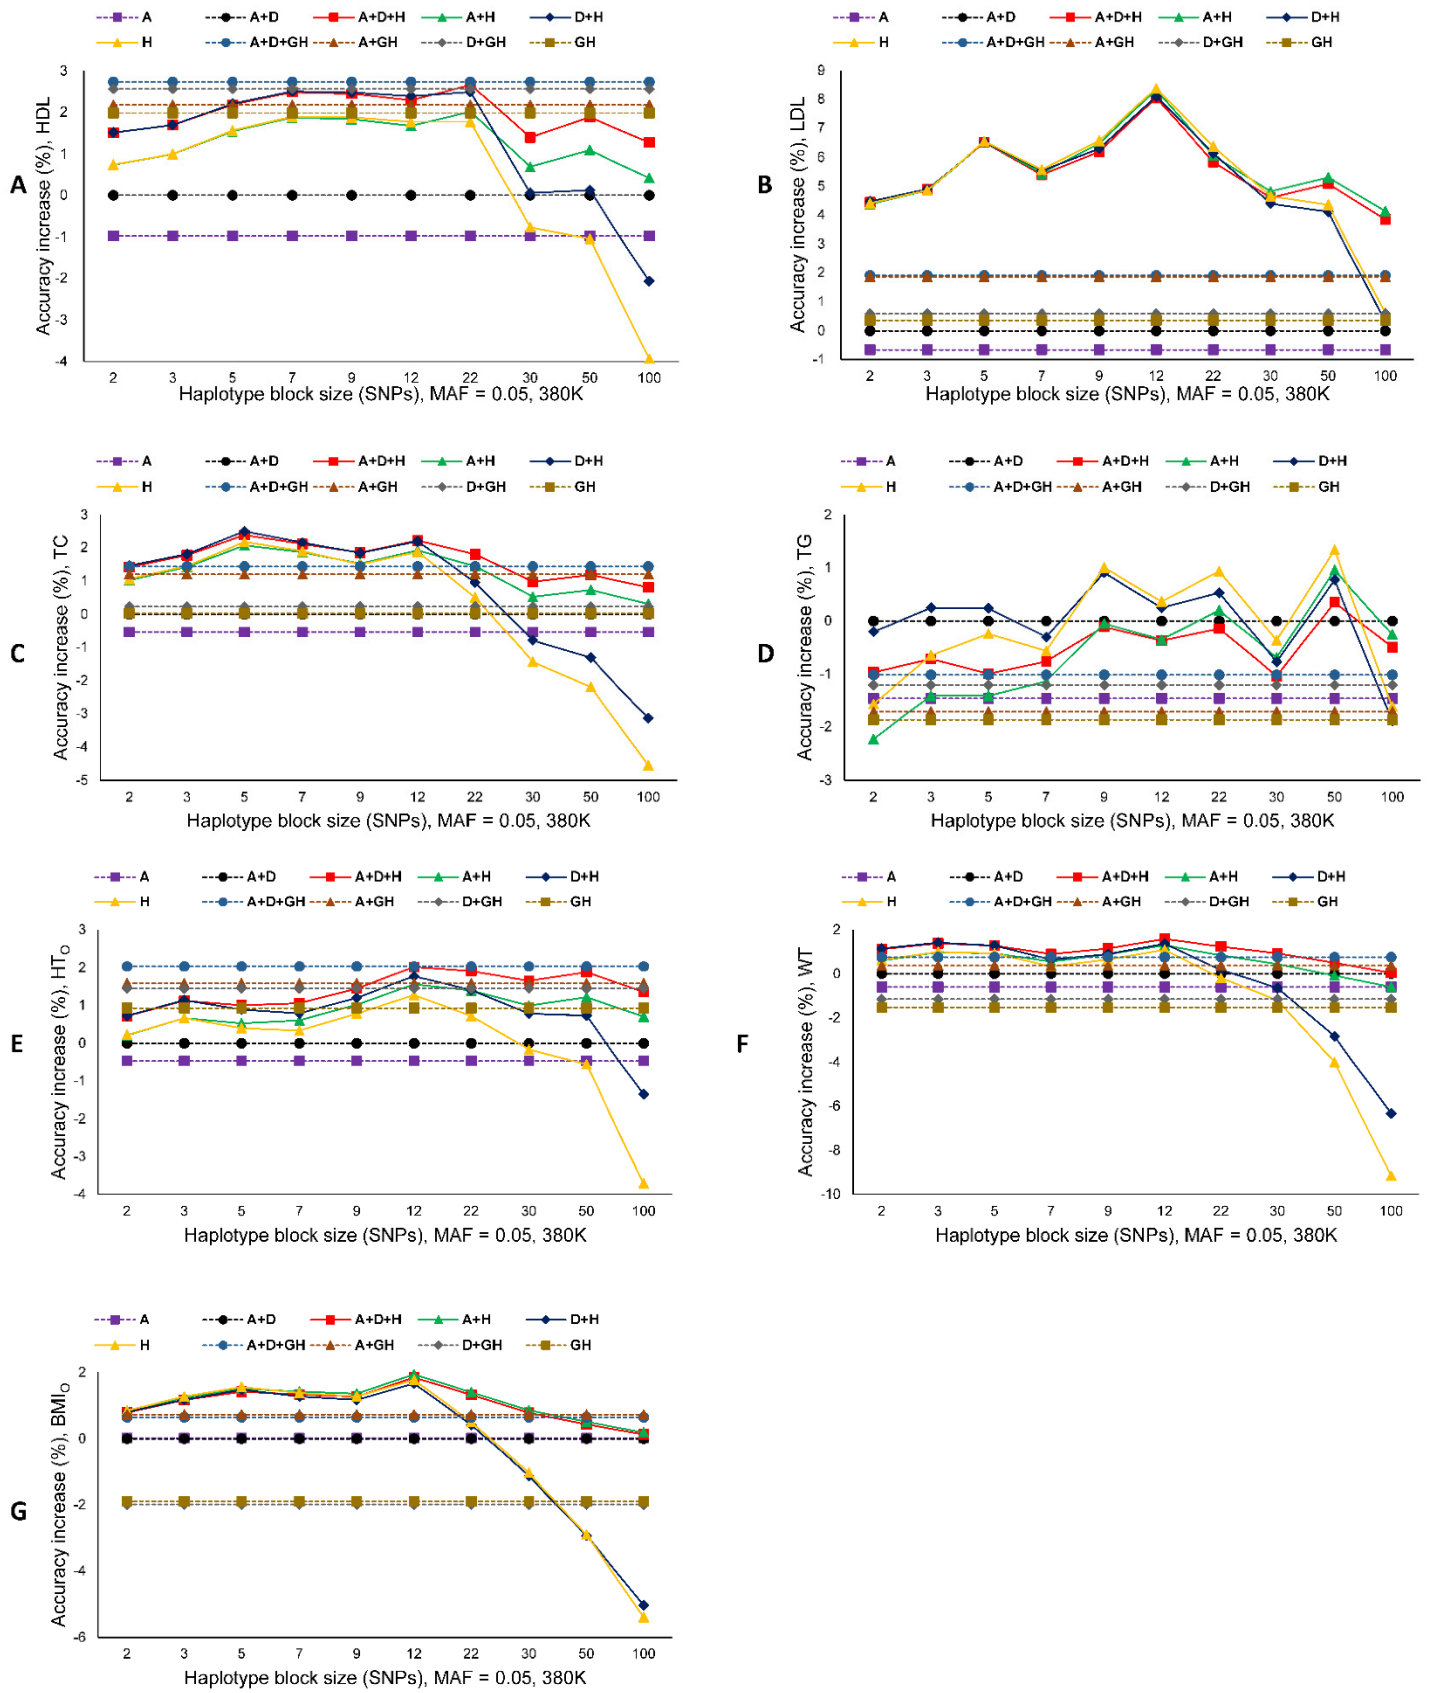 A A+D A+D+H A+H D+H
H A+D+GH A+GH D+GH GH
3
2
1
0
-1
-2
-3
-4
Accuracy increase (%), HDL
A
2 3 5 7 9 12 22 30 50 100
Haplotype block size (SNPs), MAF = 0.05, 380K
A A+D A+D+H A+H D+H
H A+D+GH A+GH D+GH GH
9
8
7
6
5
4
3
2
1
0
-1
Accuracy increase (%), LDL
B
2 3 5 7 9 12 22 30 50 100
Haplotype block size (SNPs), MAF = 0.05, 380K
A A+D A+D+H A+H D+H
H A+D+GH A+GH D+GH GH
3
2
1
0
-1
-2
-3
-4
-5
Accuracy increase (%), TC
C
2 3 5 7 9 12 22 30 50 100
Haplotype block size (SNPs), MAF = 0.05, 380K
A A+D A+D+H A+H D+H
H A+D+GH A+GH D+GH GH
2
1
0
-1
-2
-3
Accuracy increase (%), TG
D
2 3 5 7 9 12 22 30 50 100
Haplotype block size (SNPs), MAF = 0.05, 380K
A A+D A+D+H A+H D+H
H A+D+GH A+GH D+GH GH
3
2
1
0
-1
-2
-3
-4
Accuracy increase (%), HTO
E
2 3 5 7 9 12 22 30 50 100
Haplotype block size (SNPs), MAF = 0.05, 380K
A A+D A+D+H A+H D+H
H A+D+GH A+GH D+GH GH
2
0
-2
-4
-6
-8
-10
Accuracy increase (%), WT
F
2 3 5 7 9 12 22 30 50 100
Haplotype block size (SNPs), MAF = 0.05, 380K
A A+D A+D+H A+H D+H
H A+D+GH A+GH D+GH GH
2
0
-2
-4
-6
Accuracy increase (%), BMIO
G
2 3 5 7 9 12 22 30 50 100
Haplotype block size (SNPs), MAF = 0.05, 380K